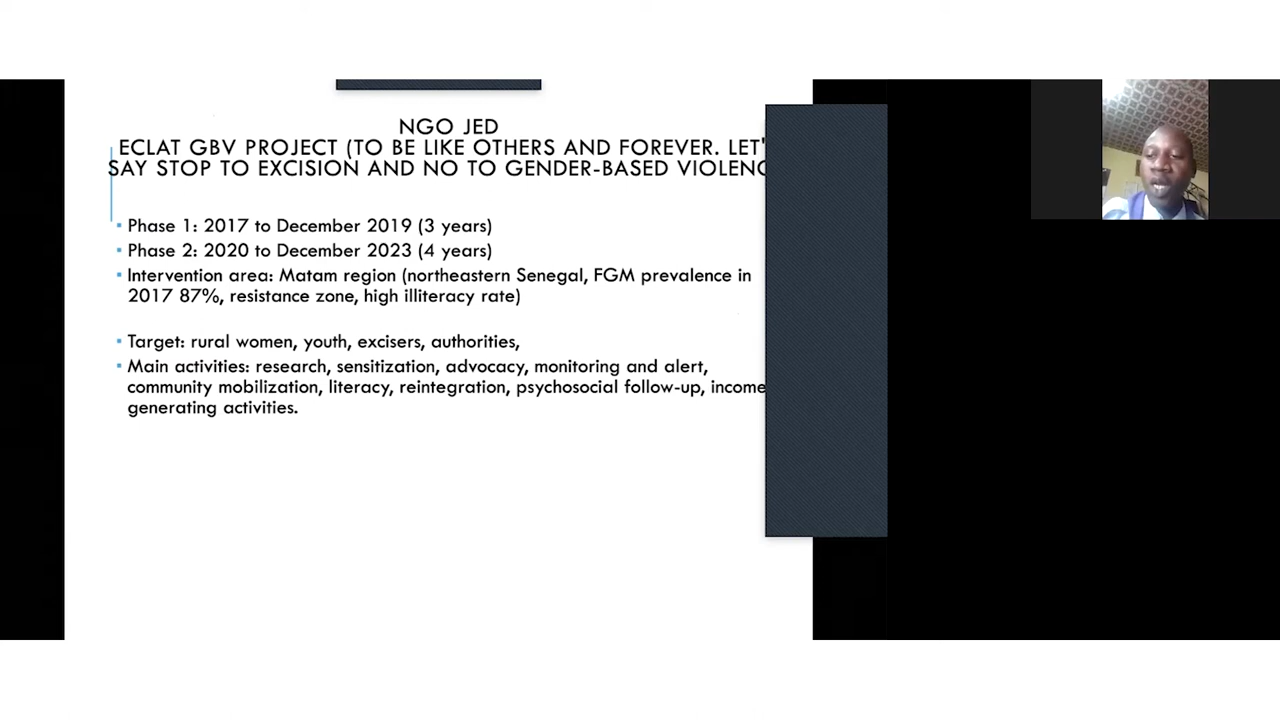 NGO JED
ECLAT GBV PROJECT (TO BE LIKE OTHERS AND FOREVER. LET'
SAY STOP TO EXCISION AND NO TO GENDER-BASED VIOLENC
▪ Phase 1: 2017 to December 2019 (3 years)
▪ Phase 2: 2020 to December 2023 (4 years)
▪ Intervention area: Matam region (northeastern Senegal, FGM prevalence in
2017 87%, resistance zone, high illiteracy rate)
▪ Target: rural women, youth, excisers, authorities,
▪ Main activities: research, sensitization, advocacy, monitoring and alert,
community mobilization, literacy, reintegration, psychosocial follow-up, income
generating activities.